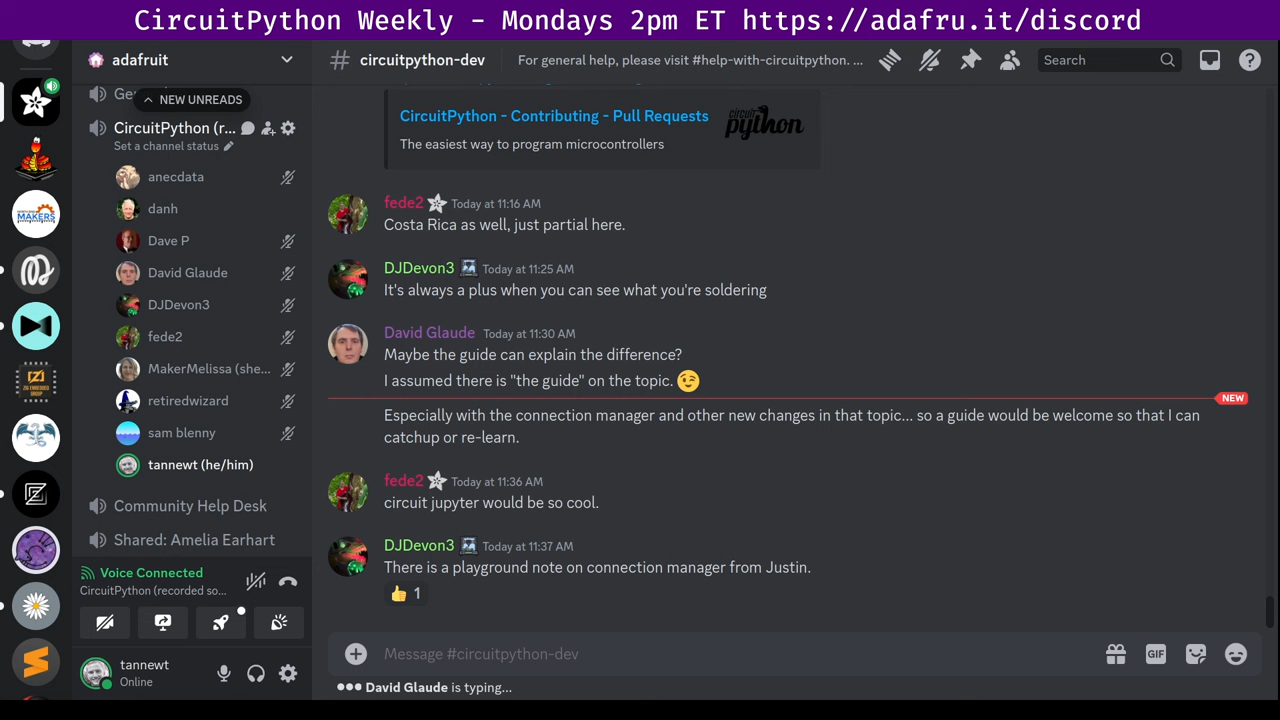 CircuitPython Weekly - Mondays 2pm ET https://adafru.it/discord
adafruit
circuitpython-dev
For general help, please visit #help-with-circuitpython. ...
Search
NEW UNREADS
CircuitPython (r...
Set a channel status
anecdata
danh
Dave P
David Glaude
DJDevon3
fede2
MakerMelissa (she...
retiredwizard
sam blenny
tannewt (he/him)
Community Help Desk
Shared: Amelia Earhart
Voice Connected
CircuitPython (recorded so...
tannewt
Online
CircuitPython - Contributing - Pull Requests
The easiest way to program microcontrollers
circuit
python
fede2 Today at 11:16 AM
Costa Rica as well, just partial here.
DJDevon3 Today at 11:25 AM
It's always a plus when you can see what you're soldering
David Glaude Today at 11:30 AM
Maybe the guide can explain the difference?
I assumed there is "the guide" on the topic. 😉
NEW
Especially with the connection manager and other new changes in that topic... so a guide would be welcome so that I can
catchup or re-learn.
fede2 Today at 11:36 AM
circuit jupyter would be so cool.
DJDevon3 Today at 11:37 AM
There is a playground note on connection manager from Justin.
👍 1
Message #circuitpython-dev
GIF
David Glaude is typing...